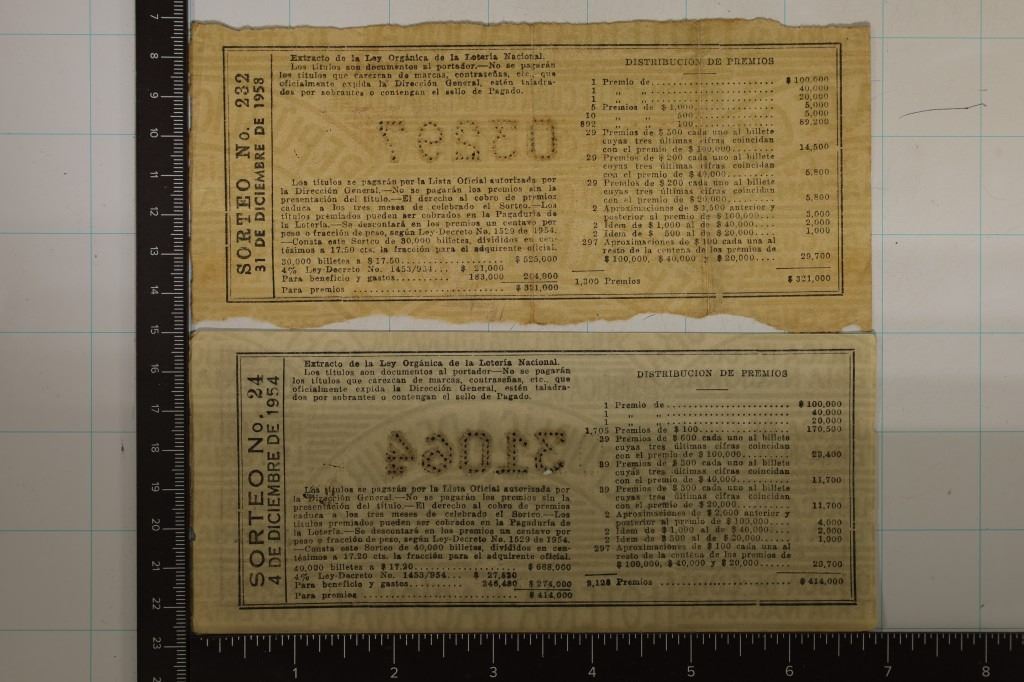 SORTEO No. 232
31 DE DICIEMBRE DE 1958
Extracto de la Ley Orgánica de la Lotería Nacional.
Los títulos son documentos al portador—No se pagarán
los títulos que carezcan de marcas, contraseñas, etc., que
oficialmente expida la Dirección General, estén taladra-
dos por sobrantes o contengan el sello de Pagado.
03297
Los títulos se pagarán por la Lista Oficial autorizada por
la Dirección General.—No se pagarán los premios sin la
presentación del título.—El derecho al cobro de premios
caduca a los tres meses de celebrado el Sorteo.—Los
títulos premiados pueden ser cobrados en la Pagaduría de
la Lotería.—Se descontará en los premios un centavo por
peso o fracción de peso, según Ley-Decreto No. 1529 de 1954.
—Consta este Sorteo de 30,000 billetes, divididos en cen-
tésimos a 17.50 cts. la fracción para el adquirente oficial.
30,000 billetes a $ 17.50 $ 525,000
4% Ley-Decreto No. 1453/954... $ 21,000
Para beneficio y gastos 183,000 204,000
Para premios $ 321,000
DISTRIBUCION DE PREMIOS
1 Premio de $ 100,000
1 " " 40,000
1 " " 20,000
5 Premios de $ 1,000 5,000
10 " " 500 5,000
892 " " 100 89,200
29 Premios de $ 500 cada uno al billete
cuyas tres últimas cifras coincidan
con el premio de $ 100,000 14,500
29 Premios de $ 200 cada uno al billete
cuyas tres últimas cifras coincidan
con el premio de $ 40,000 5,800
29 Premios de $ 200 cada uno al billete
cuyas tres últimas cifras coincidan
con el premio de $ 20,000 5,800
2 Aproximaciones de $ 1,500 anterior y
posterior al premio de $ 100,000 3,000
2 Idem de $ 1,000 al de $ 40,000 2,000
2 Idem de $ 500 al de $ 20,000 1,000
297 Aproximaciones de $ 100 cada una al
resto de la centena de los premios de
$ 100,000, $ 40,000 y $ 20,000 29,700
1,300 Premios $ 321,000
SORTEO No. 24
4 DE DICIEMBRE DE 1954
Extracto de la Ley Orgánica de la Lotería Nacional.
Los títulos son documentos al portador—No se pagarán
los títulos que carezcan de marcas, contraseñas, etc., que
oficialmente expida la Dirección General, estén taladra-
dos por sobrantes o contengan el sello de Pagado.
31064
Los títulos se pagarán por la Lista Oficial autorizada por
la Dirección General.—No se pagarán los premios sin la
presentación del título.—El derecho al cobro de premios
caduca a los tres meses de celebrado el Sorteo.—Los
títulos premiados pueden ser cobrados en la Pagaduría de
la Lotería.—Se descontará en los premios un centavo por
peso o fracción de peso, según Ley-Decreto No. 1529 de 1954.
—Consta este Sorteo de 40,000 billetes, divididos en cen-
tésimos a 17.20 cts. la fracción para el adquirente oficial.
40,000 billetes a $ 17.20 $ 688,000
4% Ley-Decreto No. 1453/954... $ 27,520
Para beneficio y gastos 246,480 $ 274,000
Para premios $ 414,000
DISTRIBUCION DE PREMIOS
1 Premio de $ 100,000
1 " " 40,000
1 " " 20,000
1,705 Premios de $ 100 170,500
39 Premios de $ 600 cada uno al billete
cuyas tres últimas cifras coincidan
con el premio de $ 100,000 23,400
39 Premios de $ 300 cada uno al billete
cuyas tres últimas cifras coincidan
con el premio de $ 40,000 11,700
39 Premios de $ 300 cada uno al billete
cuyas tres últimas cifras coincidan
con el premio de $ 20,000 11,700
2 Aproximaciones de $ 2,000 anterior y
posterior al premio de $ 100,000 4,000
2 Idem de $ 1,000 al de $ 40,000 2,000
2 Idem de $ 500 al de $ 20,000 1,000
297 Aproximaciones de $ 100 cada una al
resto de la centena de los premios de
$ 100,000, $ 40,000 y $ 20,000 29,700
2,128 Premios $ 414,000
7
8
9
10
11
12
13
14
15
16
17
18
19
20
21
22
23
1 2 3 4 5 6 7 8